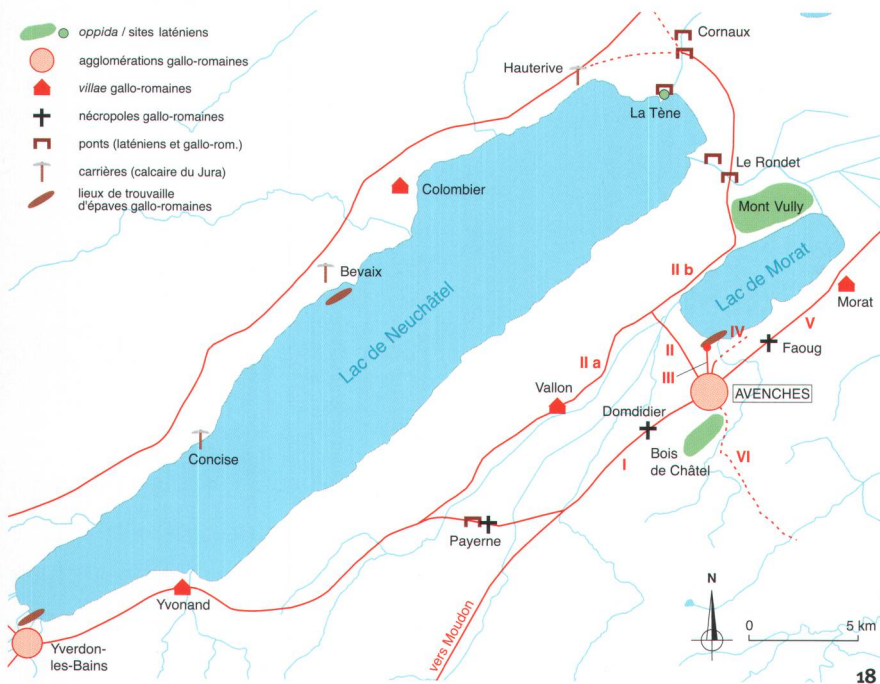 oppida / sites laténiens
agglomérations gallo-romaines
villae gallo-romaines
nécropoles gallo-romaines
ponts (laténiens et gallo-rom.)
carrières (calcaire du Jura)
lieux de trouvaille
d'épaves gallo-romaines
Cornaux
Hauterive
La Tène
Le Rondet
Colombier
Mont Vully
Bevaix
II b
Lac de Neuchâtel
Lac de Morat
Morat
IV
V
Faoug
II
II a
III
Vallon
AVENCHES
Domdidier
Concise
Bois
de Châtel
VI
I
Payerne
Yvonand
vers Moudon
N
0
5 km
Yverdon-
les-Bains
18